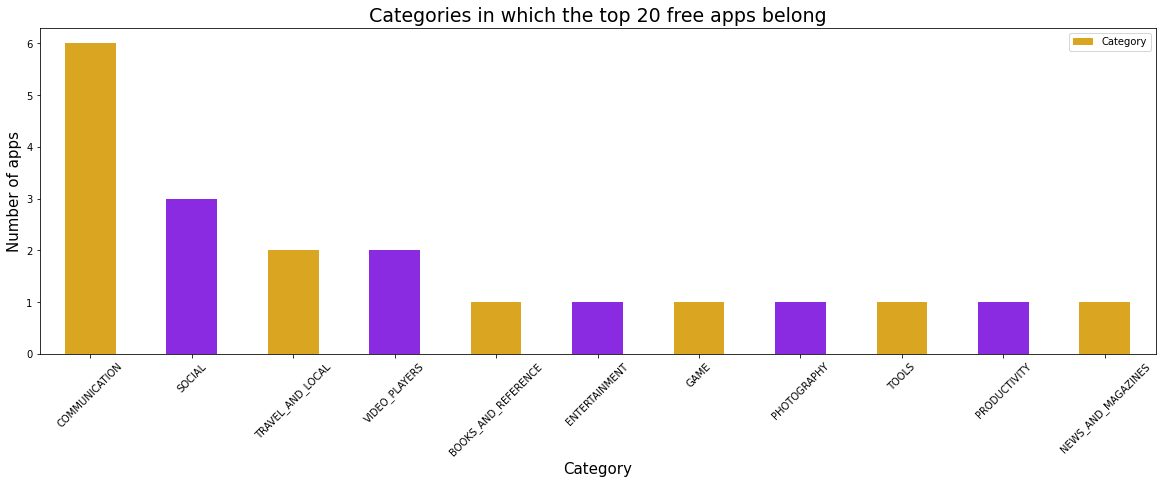 Categories in which the top 20 free apps belong
Category
Number of apps
6
5
4
3
2
1
0
COMMUNICATION
SOCIAL
TRAVEL_AND_LOCAL
VIDEO_PLAYERS
BOOKS_AND_REFERENCE
ENTERTAINMENT
GAME
PHOTOGRAPHY
TOOLS
PRODUCTIVITY
NEWS_AND_MAGAZINES
Category